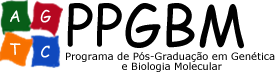 A G
T C
PPGBM
Programa de Pós-Graduação em Genética
e Biologia Molecular